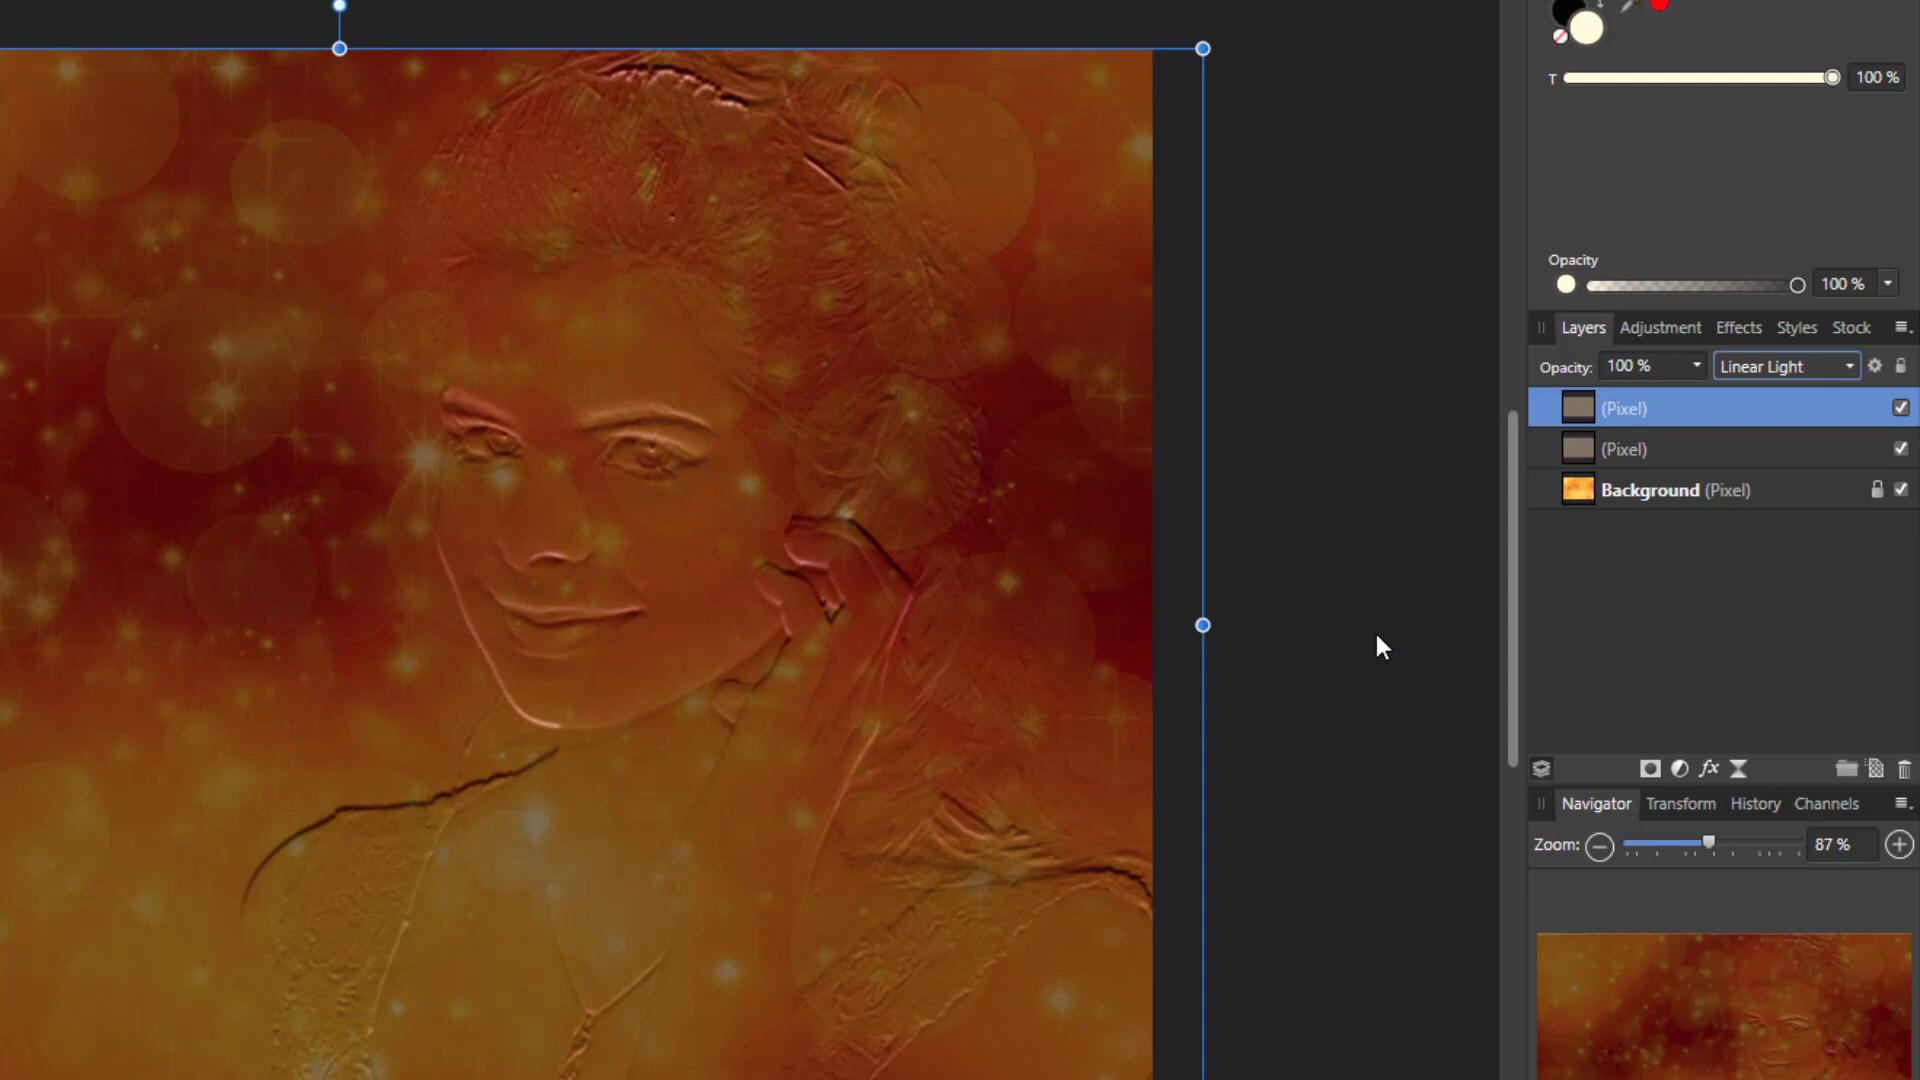 T 100 %
Opacity
100 %
Layers Adjustment Effects Styles Stock
Opacity: 100 % Linear Light
(Pixel)
(Pixel)
Background (Pixel)
fx
Navigator Transform History Channels
Zoom: 87 %